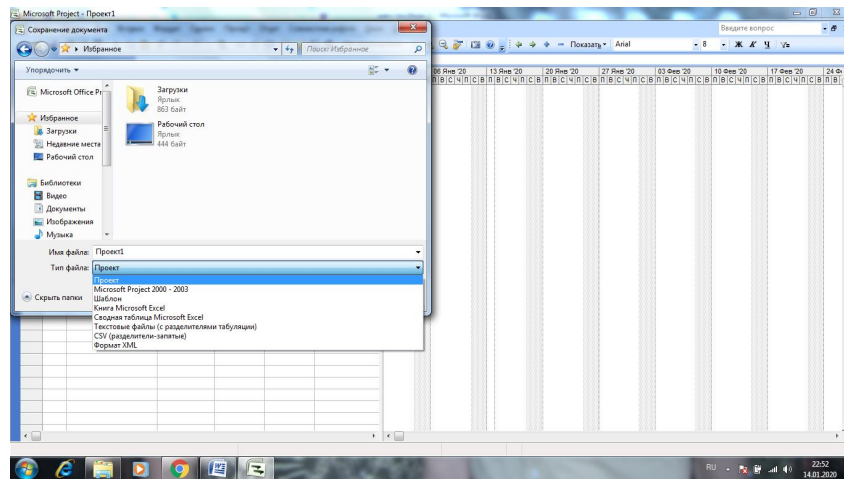 Microsoft Project - Проект1
Сохранение документа
Введите вопрос
Избранное
Поиск: Избранное
Показать
Arial
8
Ж К Ч
Упорядочить
Microsoft Office Pr
Избранное
Загрузки
Недавние места
Рабочий стол
Библиотеки
Видео
Документы
Изображения
Музыка
Загрузки
Ярлык
863 байт
Рабочий стол
Ярлык
444 байт
06 Янв '20
13 Янв '20
20 Янв '20
27 Янв '20
03 Фев '20
10 Фев '20
17 Фев '20
24 Ф
П В С Ч П С В П В С Ч П С В П В С Ч П С В П В С Ч П С В П В С Ч П С В П В С Ч П С В П В С Ч П С В П В
Имя файла: Проект1
Тип файла: Проект
Проект
Microsoft Project 2000 - 2003
Шаблон
Книга Microsoft Excel
Сводная таблица Microsoft Excel
Текстовые файлы (с разделителями табуляции)
CSV (разделители-запятые)
Формат XML
Скрыть папки
RU
22:52
14.01.2020